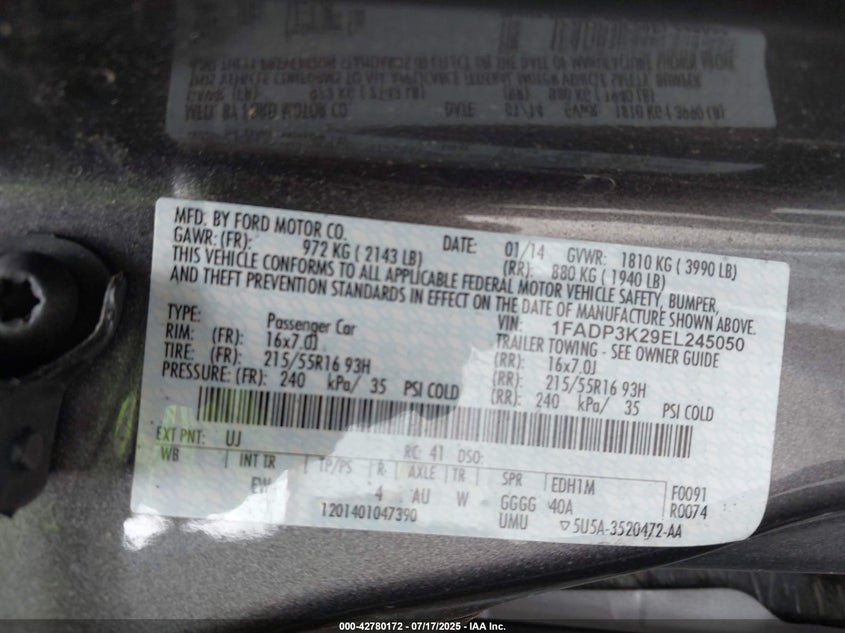 MFD. BY FORD MOTOR CO.
DATE: 01/14 GVWR: 1810 KG ( 3990 LB)
GAWR: (FR): 972 KG ( 2143 LB) (RR): 880 KG ( 1940 LB)
THIS VEHICLE CONFORMS TO ALL APPLICABLE FEDERAL MOTOR VEHICLE SAFETY, BUMPER,
AND THEFT PREVENTION STANDARDS IN EFFECT ON THE DATE OF MANUFACTURE SHOWN ABOVE.
VIN: 1FADP3K29EL245050
TYPE: Passenger Car TRAILER TOWING - SEE OWNER GUIDE
RIM: (FR): 16x7.0J (RR): 16x7.0J
TIRE: (FR): 215/55R16 93H (RR): 215/55R16 93H
PRESSURE: (FR): 240 kPa/ 35 PSI COLD (RR): 240 kPa/ 35 PSI COLD
EXT PNT: UJ RC: 41 DSO:
WB INT TR TP/PS R AXLE TR SPR EDH1M F0091
EW 4 AU W GGGG 40A R0074
1201401047390 UMU 5U5A-3520472-AA
000-42780172 - 07/17/2025 - IAA Inc.